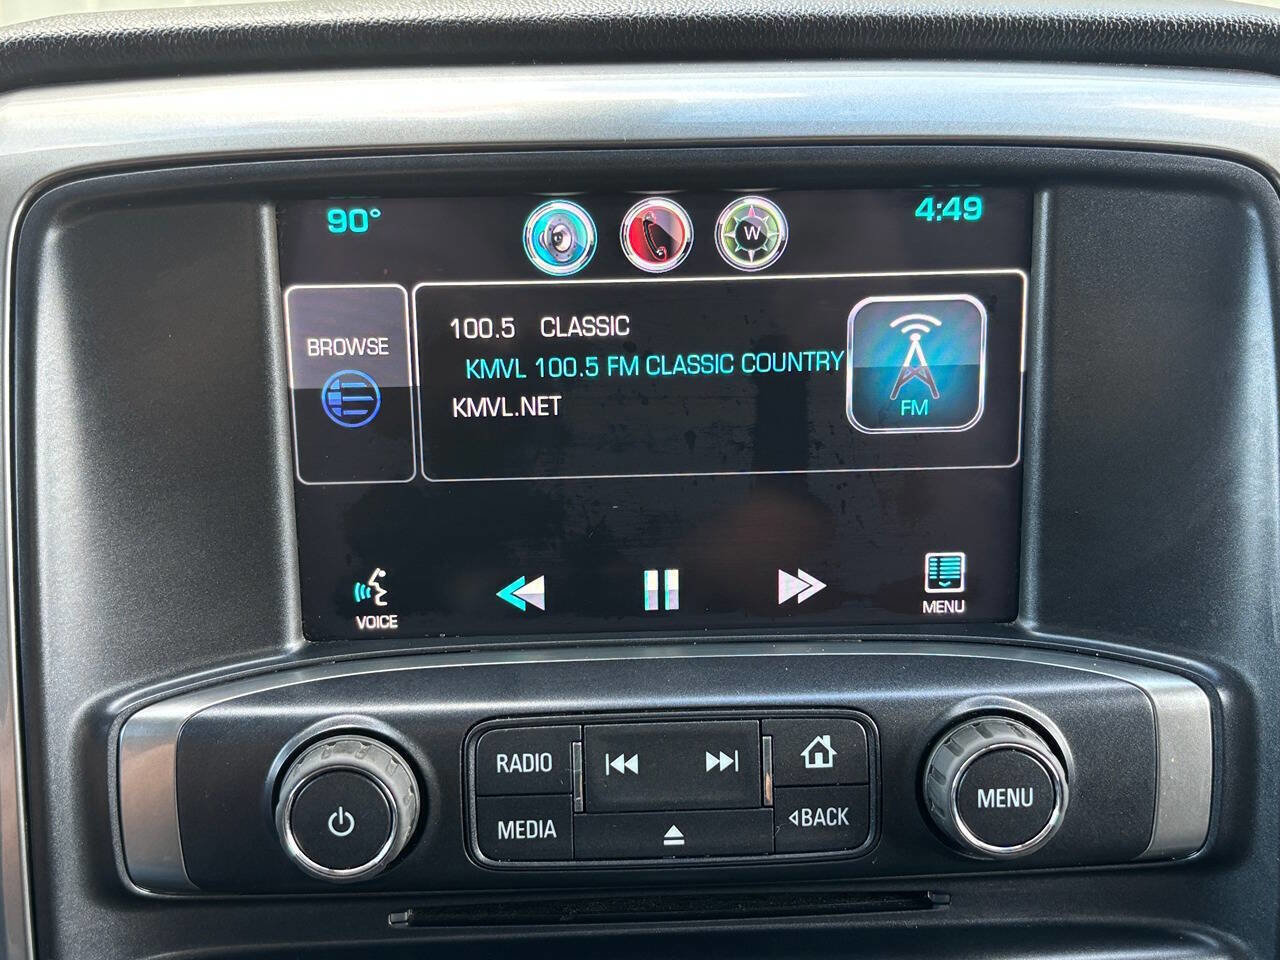 90°
W
4:49
BROWSE
100.5 CLASSIC
KMVL 100.5 FM CLASSIC COUNTRY
KMVL.NET
FM
VOICE
MENU
RADIO
MEDIA
BACK
MENU